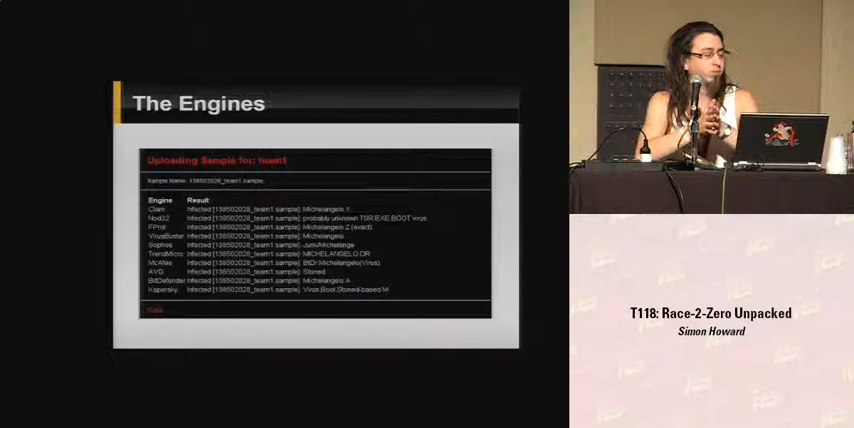 The Engines
Uploading Sample for: team1
Sample Name: 138502028_team1.sample
Engine Result
Clam Infected [138502028_team1.sample]: Michelangelo.1
Nod32 Infected [138502028_team1.sample]: probably unknown TSR.EXE.BOOT virus
FProt Infected [138502028_team1.sample]: Michelangelo.Z (exact)
VirusBuster Infected [138502028_team1.sample]: Michelangelo
Sophos Infected [138502028_team1.sample]: Junk/Michelange
TrendMicro Infected [138502028_team1.sample]: MICHELANGELO.DR
McAfee Infected [138502028_team1.sample]: BtDr.Michelangelo(Virus)
AVG Infected [138502028_team1.sample]: Stoned
BitDefender Infected [138502028_team1.sample]: Michelangelo.A
Kapersky Infected [138502028_team1.sample]: Virus.Boot.Stoned-based.M
T118: Race-2-Zero Unpacked
Simon Howard